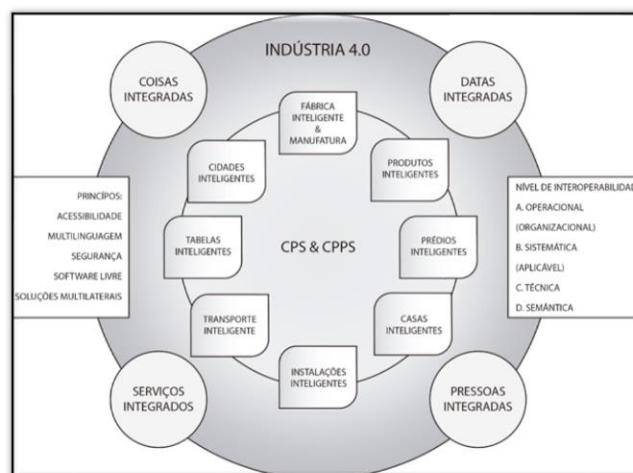 INDÚSTRIA 4.0
COISAS
INTEGRADAS
DATAS
INTEGRADAS
FÁBRICA
INTELIGENTE
&
MANUFATURA
CIDADES
INTELIGENTES
PRODUTOS
INTELIGENTES
PRINCÍPOS:
ACESSIBILIDADE
MULTILINGUAGEM
SEGURANÇA
SOFTWARE LIVRE
SOLUÇÕES MULTILATERAIS
TABELAS
INTELIGENTES
CPS & CPPS
PRÉDIOS
INTELIGENTES
NÍVEL DE INTEROPERABILIDAD
A. OPERACIONAL
(ORGANIZACIONAL)
B. SISTEMÁTICA
(APLICÁVEL)
C. TÉCNICA
D. SEMÂNTICA
TRANSPORTE
INTELIGENTE
CASAS
INTELIGENTES
INSTALAÇÕES
INTELIGENTES
SERVIÇOS
INTEGRADOS
PRESSOAS
INTEGRADAS